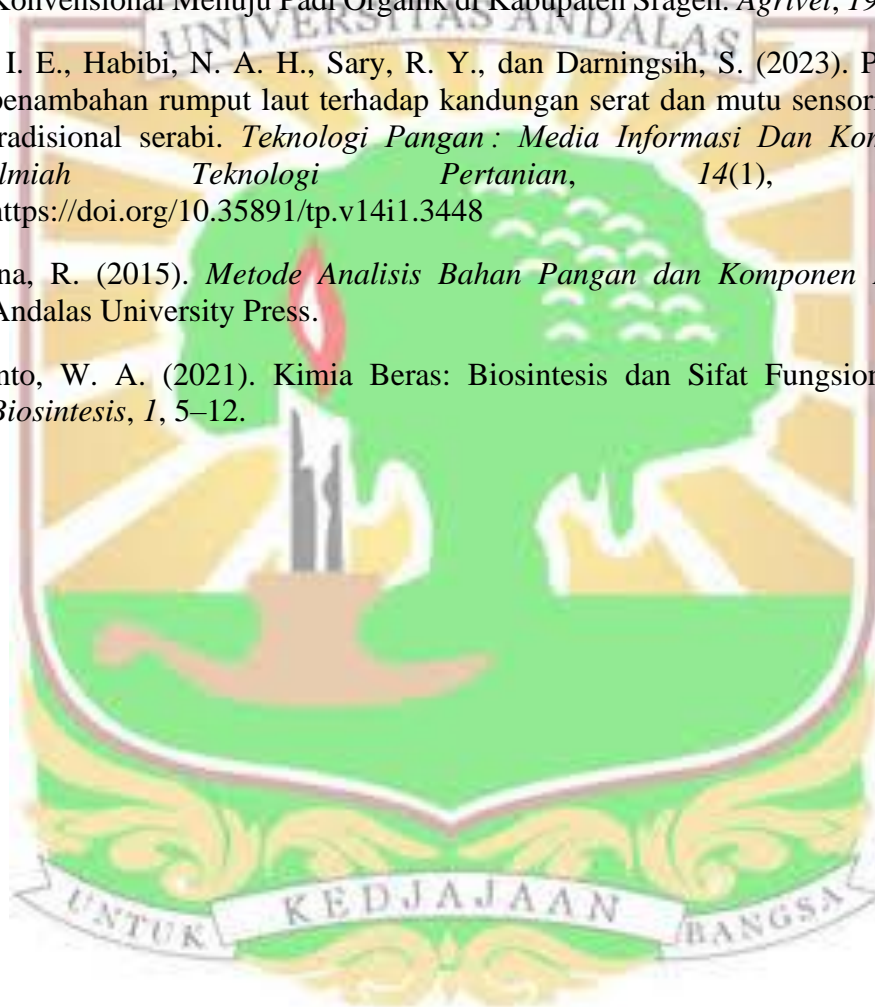 Konvensional Menuju Padi Organik di Kabupaten Sragen. Agrivet, 19
UNIVERSITAS ANDALAS
I. E., Habibi, N. A. H., Sary, R. Y., dan Darningsih, S. (2023). P
penambahan rumput laut terhadap kandungan serat dan mutu sensori
tradisional serabi. Teknologi Pangan : Media Informasi Dan Kom
Ilmiah Teknologi Pertanian, 14(1),
https://doi.org/10.35891/tp.v14i1.3448
na, R. (2015). Metode Analisis Bahan Pangan dan Komponen
Andalas University Press.
nto, W. A. (2021). Kimia Beras: Biosintesis dan Sifat Fungsion
Biosintesis, 1, 5–12.
UNTUK KEDJAJAAN BANGSA